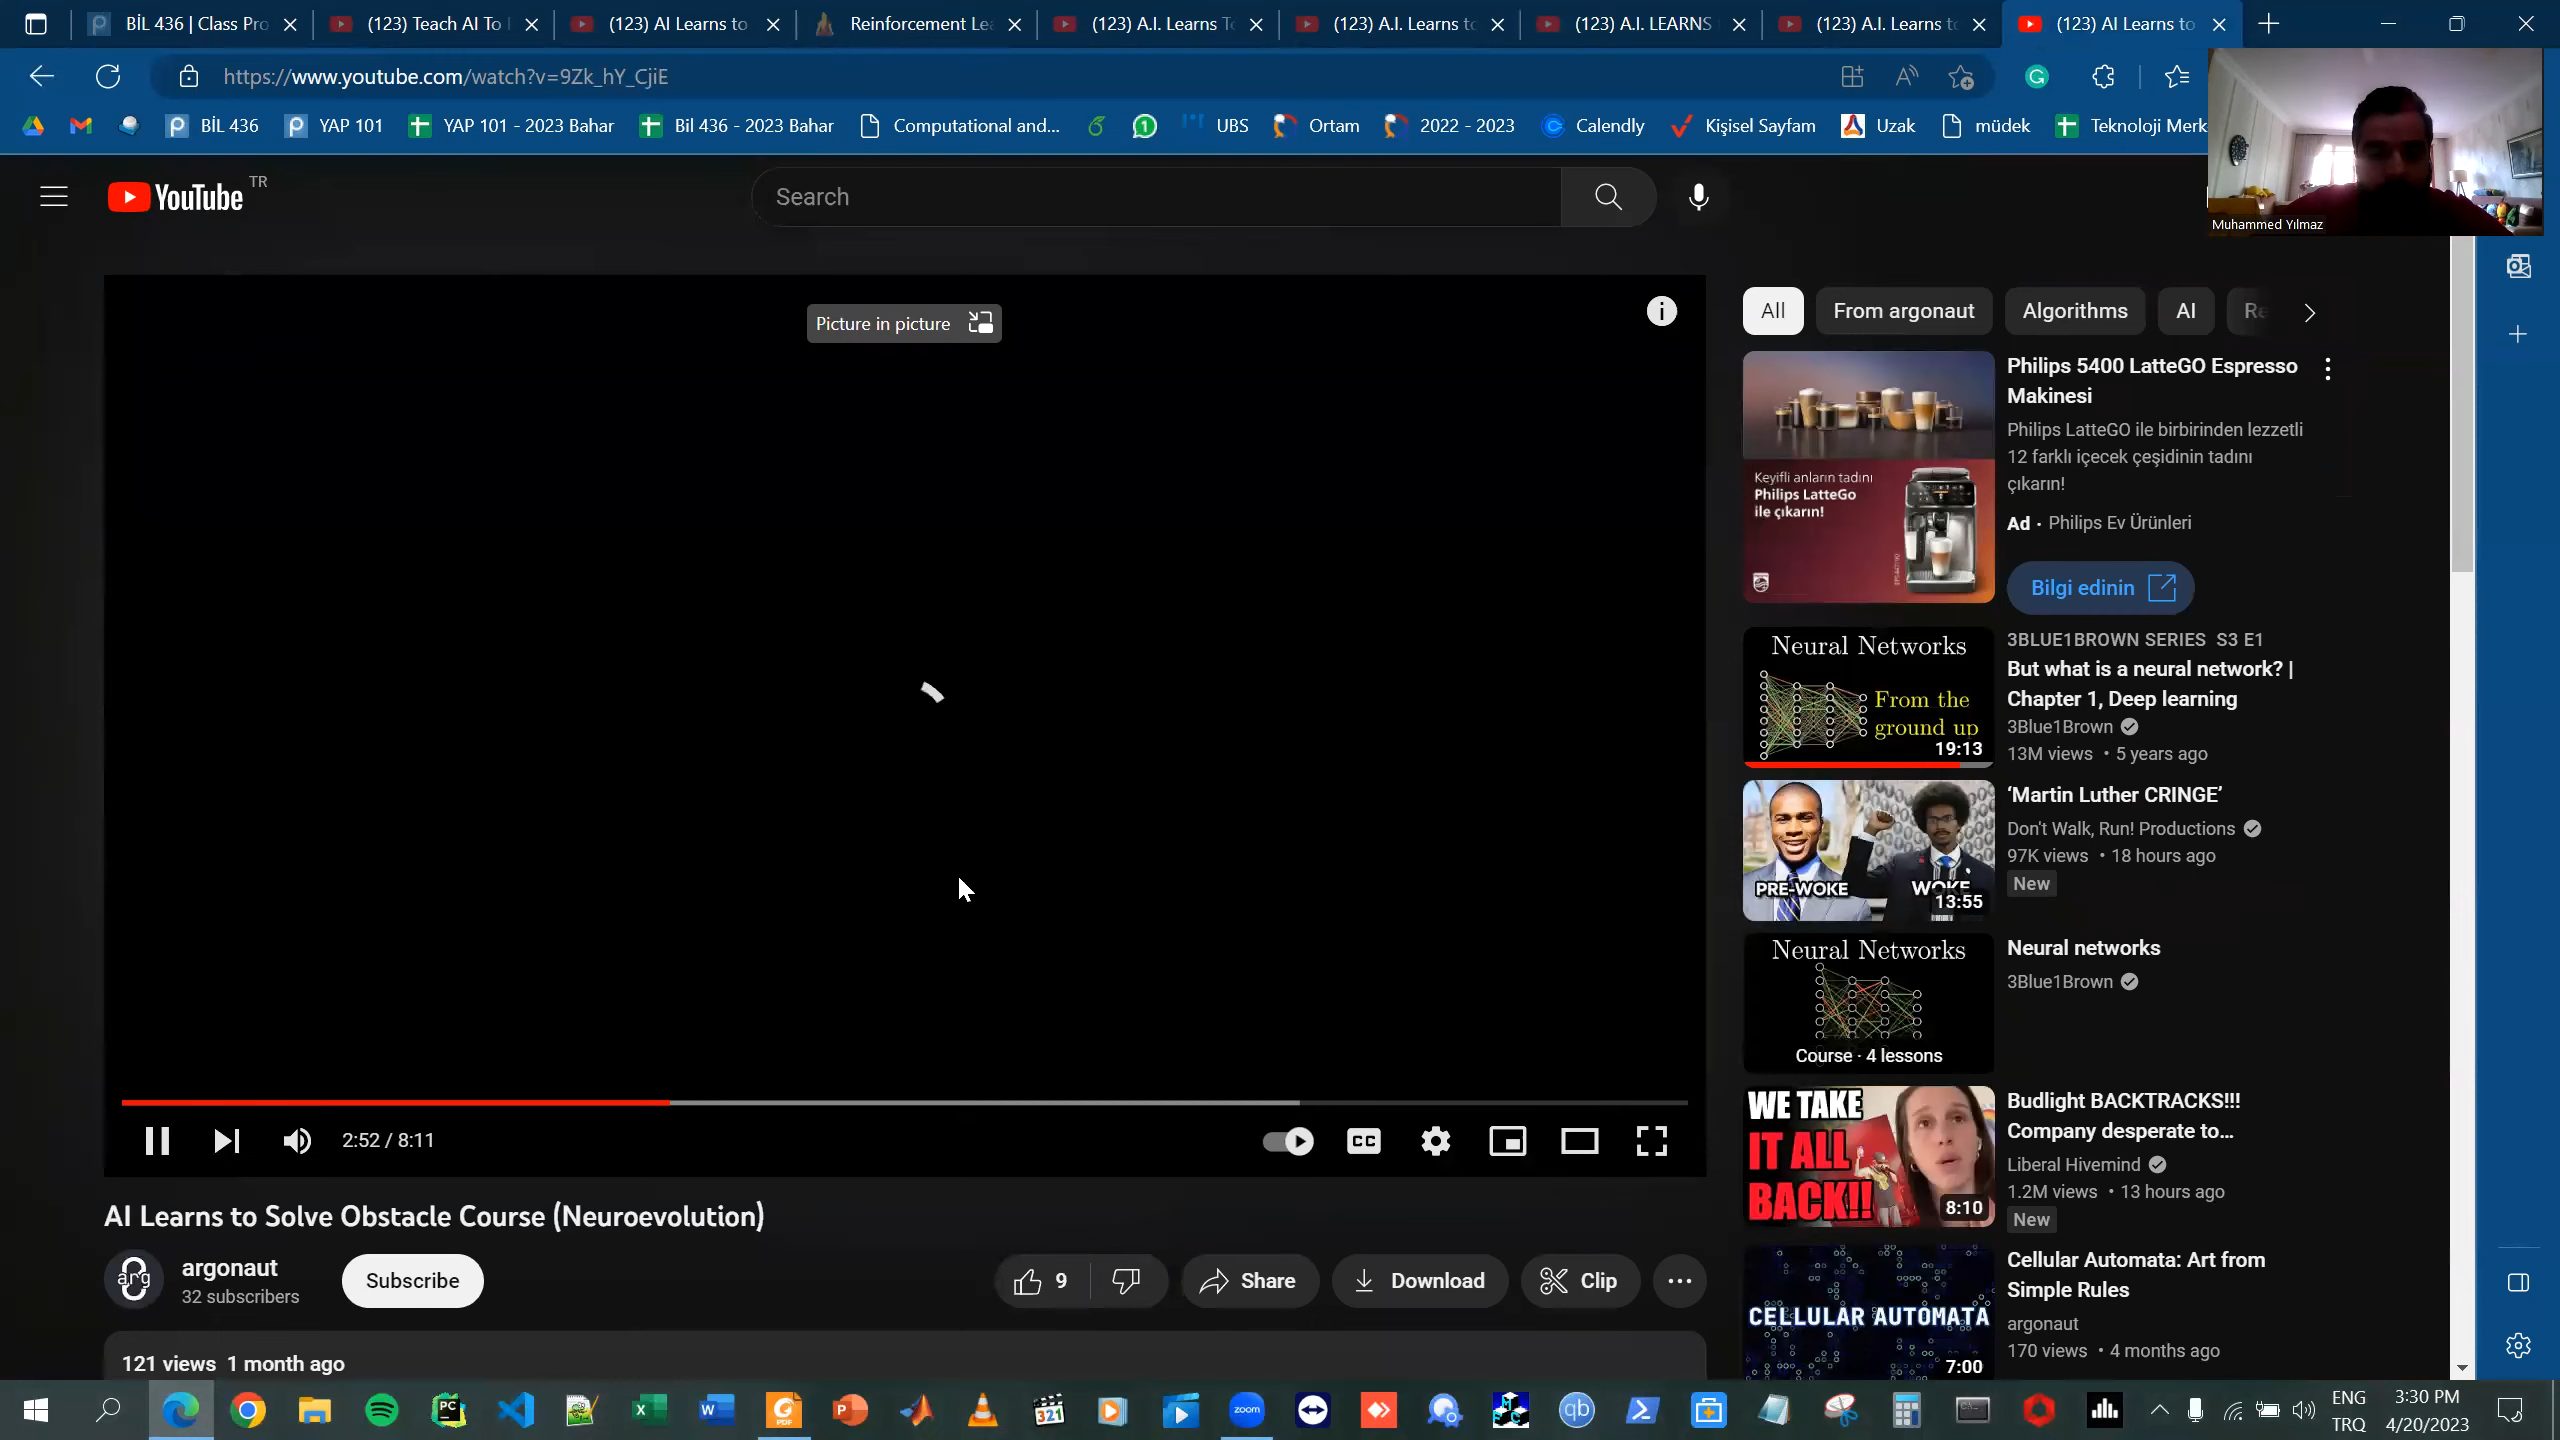 BİL 436 | Class Pro
(123) Teach AI To
(123) AI Learns to
Reinforcement Le
(123) A.I. Learns T
(123) A.I. Learns to
(123) A.I. LEARNS
(123) A.I. Learns to
(123) AI Learns to
https://www.youtube.com/watch?v=9Zk_hY_CjiE
BİL 436
YAP 101
YAP 101 - 2023 Bahar
Bil 436 - 2023 Bahar
Computational and...
UBS
Ortam
2022 - 2023
Calendly
Kişisel Sayfam
Uzak
müdek
Teknoloji Merk
Muhammed Yılmaz
YouTube TR
Search
Picture in picture
All
From argonaut
Algorithms
AI
Re
Philips 5400 LatteGO Espresso
Makinesi
Philips LatteGO ile birbirinden lezzetli
12 farklı içecek çeşidinin tadını
çıkarın!
Ad · Philips Ev Ürünleri
Bilgi edinin
Keyifli anların tadını
Philips LatteGo
ile çıkarın!
Neural Networks
From the
ground up
19:13
3BLUE1BROWN SERIES S3 E1
But what is a neural network? |
Chapter 1, Deep learning
3Blue1Brown
13M views • 5 years ago
PRE-WOKE
WOKE
13:55
‘Martin Luther CRINGE’
Don't Walk, Run! Productions
97K views • 18 hours ago
New
Neural Networks
Course · 4 lessons
Neural networks
3Blue1Brown
WE TAKE
IT ALL
BACK!!
8:10
Budlight BACKTRACKS!!!
Company desperate to...
Liberal Hivemind
1.2M views • 13 hours ago
New
CELLULAR AUTOMATA
7:00
Cellular Automata: Art from
Simple Rules
argonaut
170 views • 4 months ago
2:52 / 8:11
CC
AI Learns to Solve Obstacle Course (Neuroevolution)
arg
argonaut
32 subscribers
Subscribe
9
Share
Download
Clip
121 views 1 month ago
PC
321
PDF
zoom
qb
ENG
TRQ
3:30 PM
4/20/2023